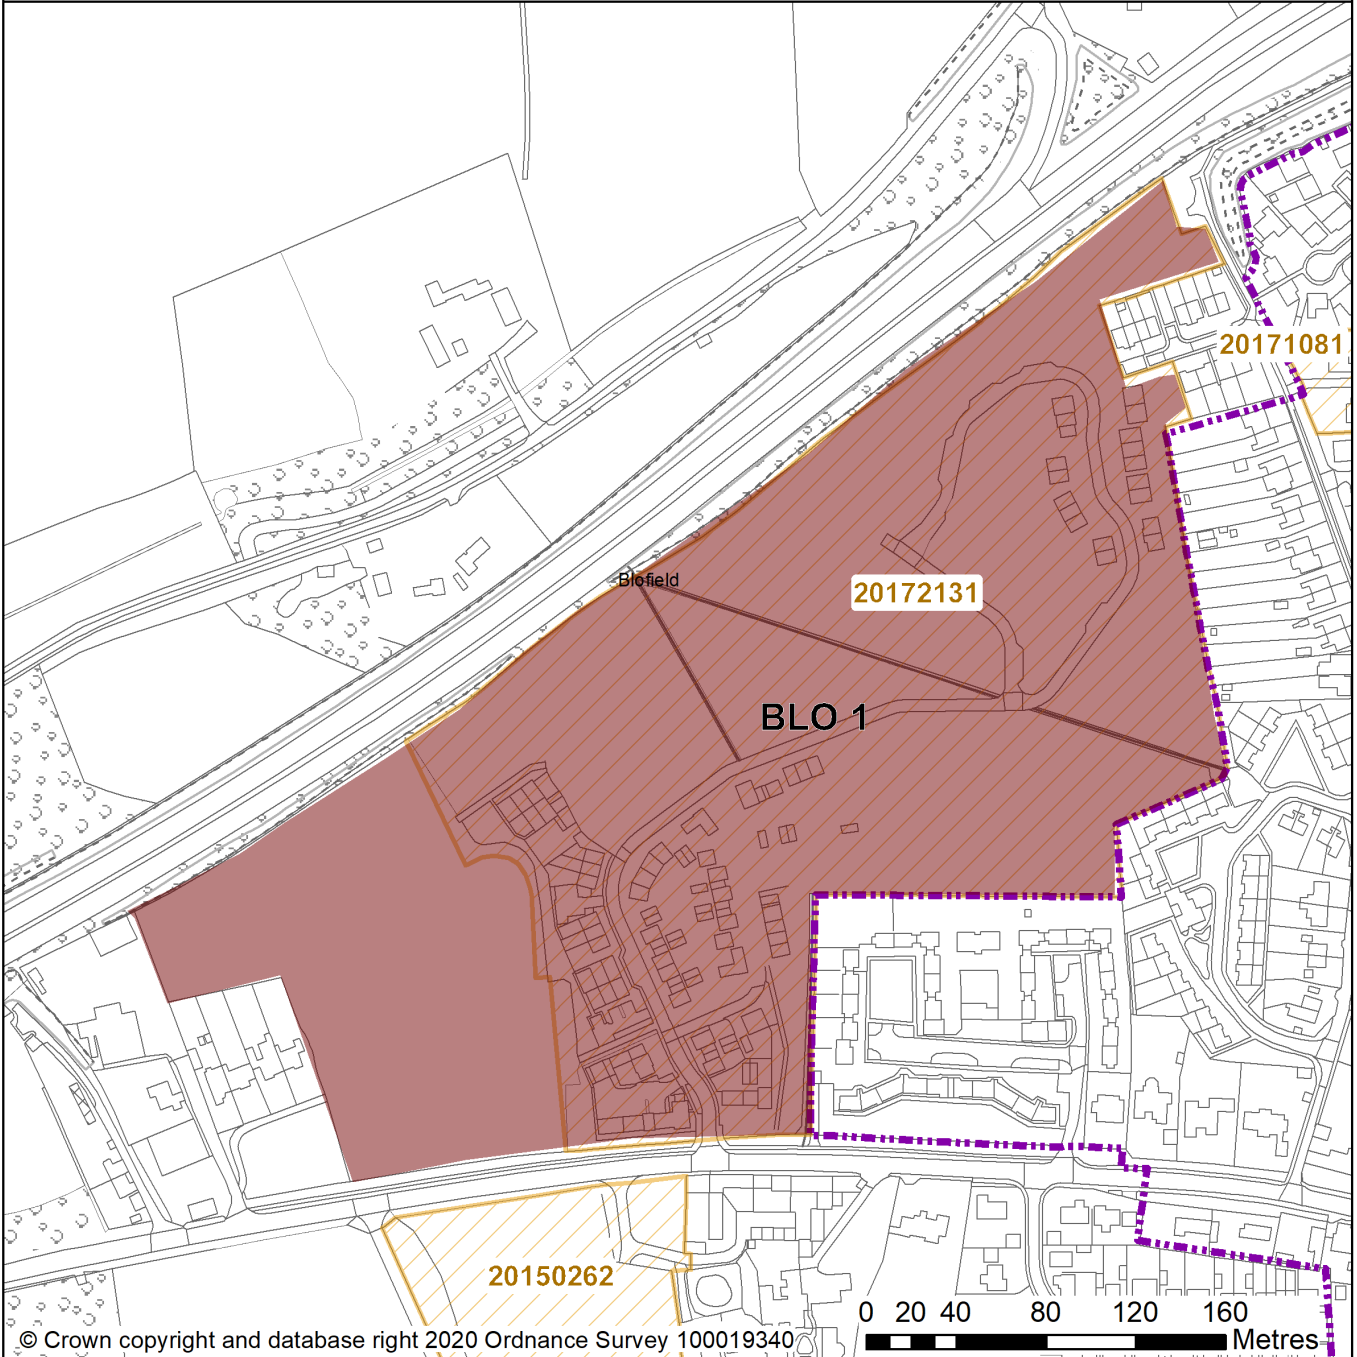 20171081
Blofield
20172131
BLO 1
20150262
0 20 40 80 120 160
Metres
© Crown copyright and database right 2020 Ordnance Survey 100019340